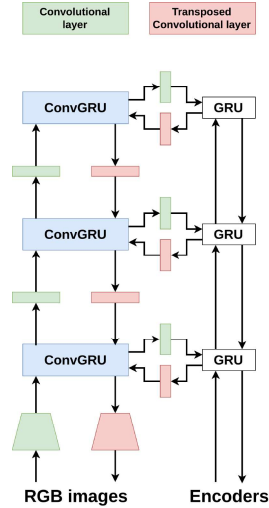 Convolutional
layer
Transposed
Convolutional layer
ConvGRU
GRU
ConvGRU
GRU
ConvGRU
GRU
RGB images
Encoders